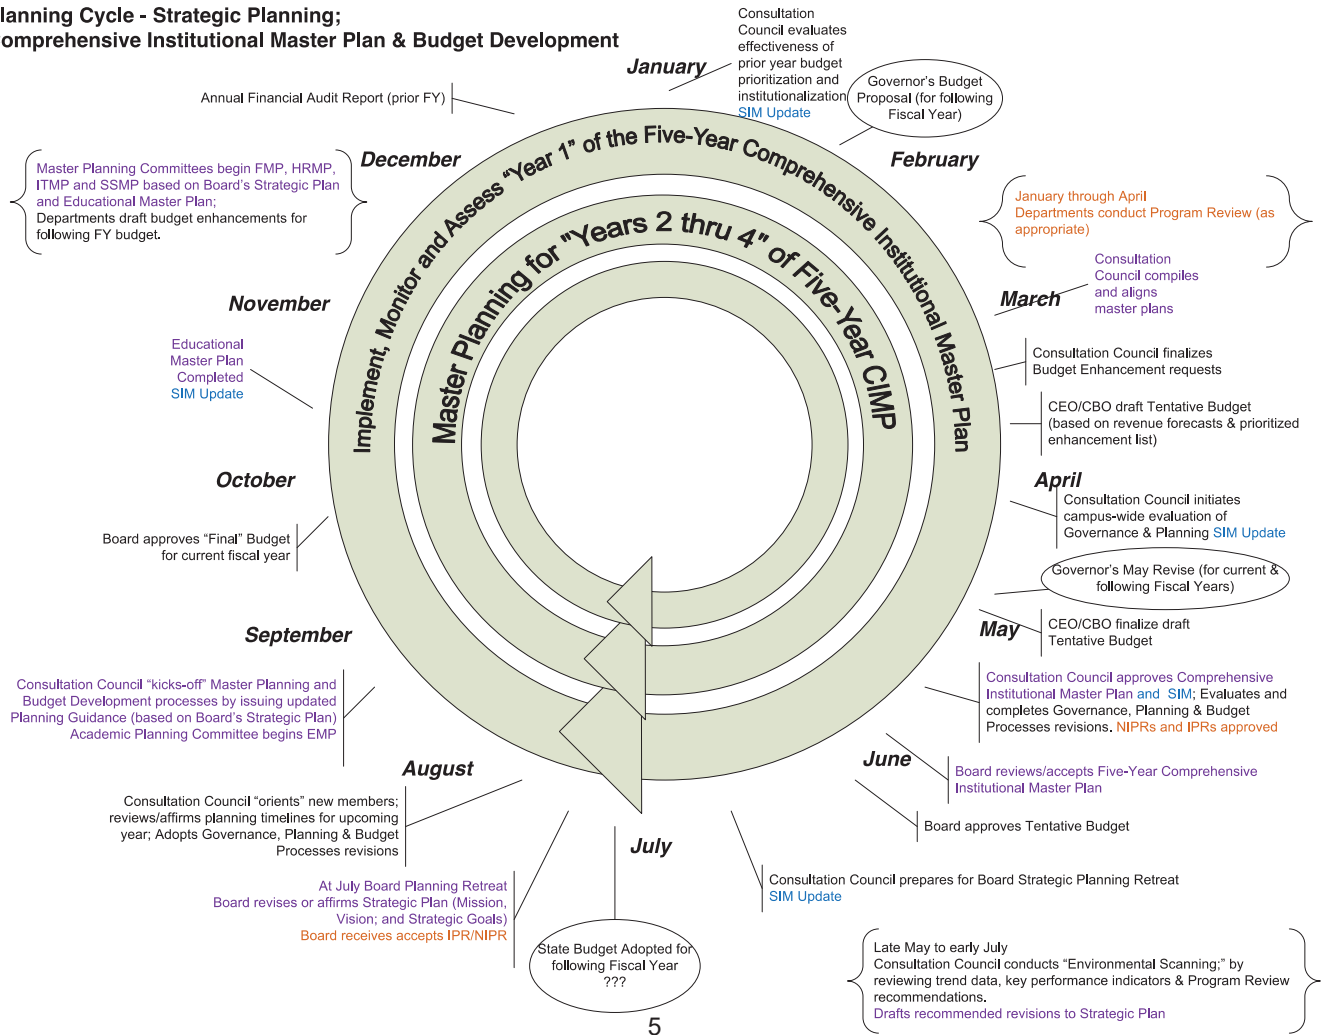 lanning Cycle - Strategic Planning;
omprehensive Institutional Master Plan & Budget Development
January
Consultation
Council evaluates
effectiveness of
prior year budget
prioritization and
institutionalization
SIM Update
Governor's Budget
Proposal (for following
Fiscal Year)
February
January through April
Departments conduct Program Review (as
appropriate)
Consultation
Council compiles
and aligns
master plans
March
Consultation Council finalizes
Budget Enhancement requests
CEO/CBO draft Tentative Budget
(based on revenue forecasts & prioritized
enhancement list)
April
Consultation Council initiates
campus-wide evaluation of
Governance & Planning SIM Update
Governor's May Revise (for current &
following Fiscal Years)
May
CEO/CBO finalize draft
Tentative Budget
Consultation Council approves Comprehensive
Institutional Master Plan and SIM; Evaluates and
completes Governance, Planning & Budget
Processes revisions. NIPRs and IPRs approved
June
Board reviews/accepts Five-Year Comprehensive
Institutional Master Plan
Board approves Tentative Budget
Consultation Council prepares for Board Strategic Planning Retreat
SIM Update
Late May to early July
Consultation Council conducts “Environmental Scanning;” by
reviewing trend data, key performance indicators & Program Review
recommendations.
Drafts recommended revisions to Strategic Plan
July
State Budget Adopted for
following Fiscal Year
???
At July Board Planning Retreat
Board revises or affirms Strategic Plan (Mission,
Vision; and Strategic Goals)
Board receives accepts IPR/NIPR
August
Consultation Council “orients” new members;
reviews/affirms planning timelines for upcoming
year; Adopts Governance, Planning & Budget
Processes revisions
September
Consultation Council “kicks-off” Master Planning and
Budget Development processes by issuing updated
Planning Guidance (based on Board's Strategic Plan)
Academic Planning Committee begins EMP
October
Board approves “Final” Budget
for current fiscal year
November
Educational
Master Plan
Completed
SIM Update
December
Master Planning Committees begin FMP, HRMP,
ITMP and SSMP based on Board's Strategic Plan
and Educational Master Plan;
Departments draft budget enhancements for
following FY budget.
Annual Financial Audit Report (prior FY)
Implement, Monitor and Assess “Year 1” of the Five-Year Comprehensive Institutional Master Plan
Master Planning for "Years 2 thru 4" of Five-Year CIMP
5